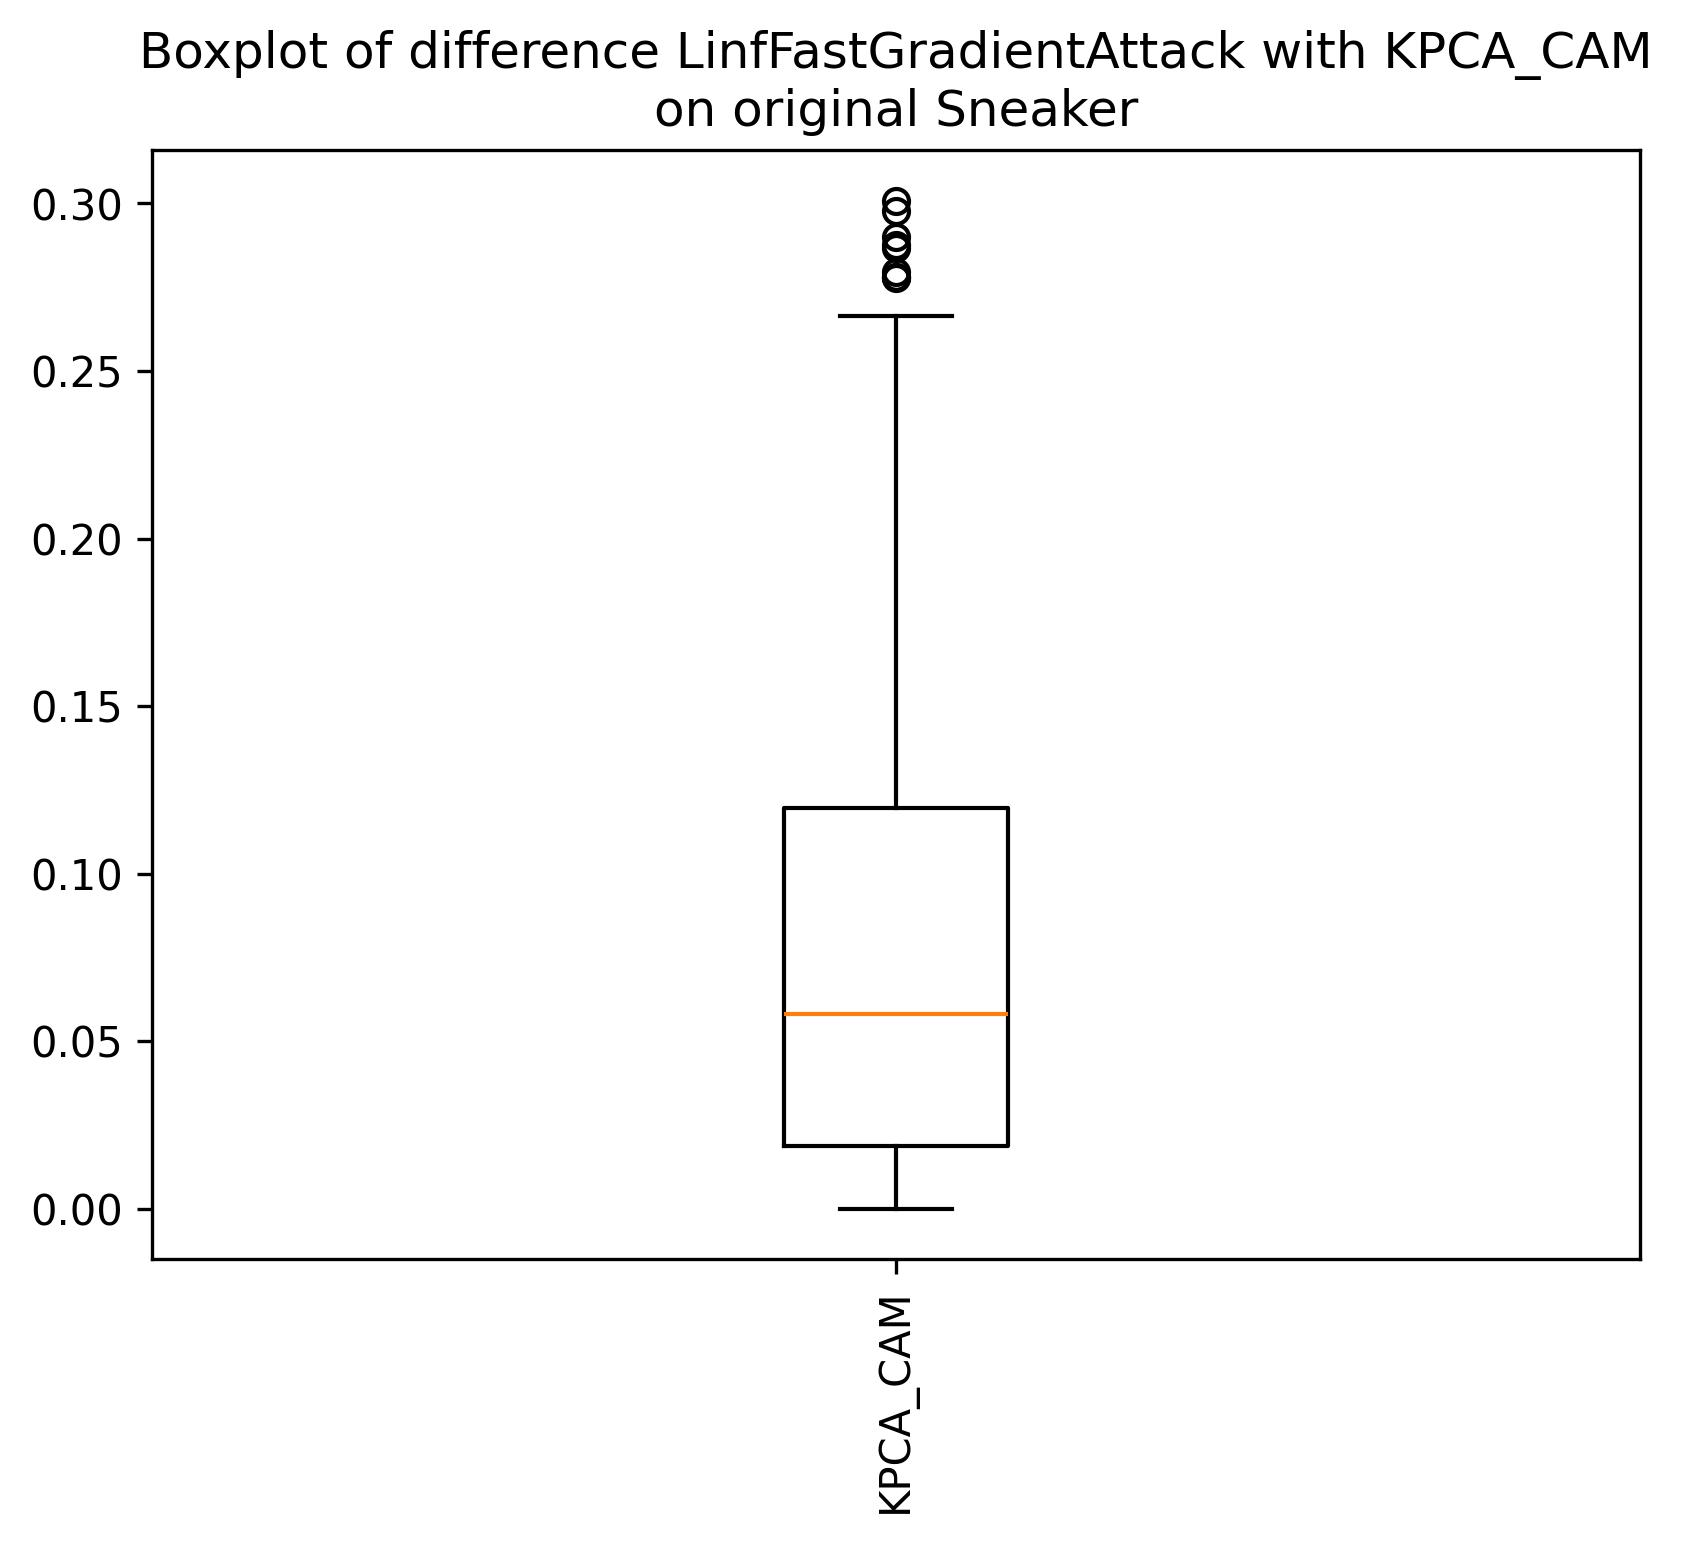 Boxplot of difference LinfFastGradientAttack with KPCA_CAM
on original Sneaker
0.30
0.25
0.20
0.15
0.10
0.05
0.00
KPCA_CAM